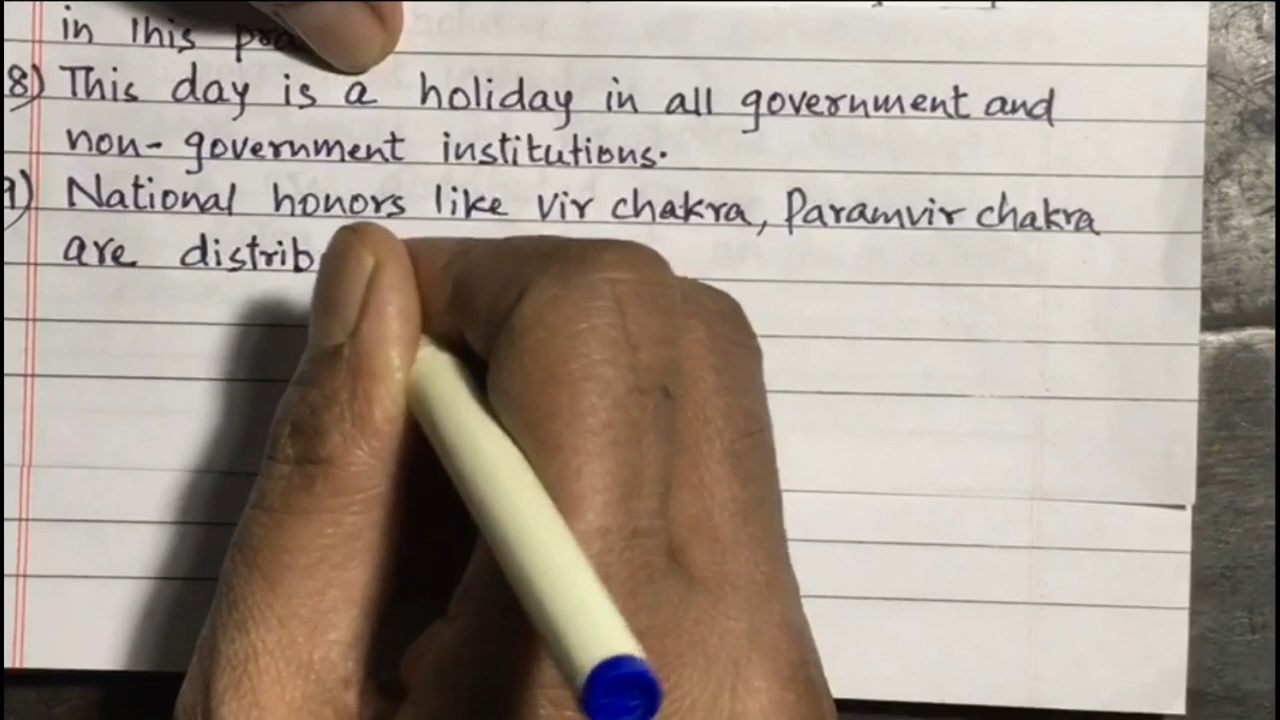 in this
8) This day is a holiday in all government and
non-government institutions.
9) National honors like vir chakra, Paramvir chakra
are distrib